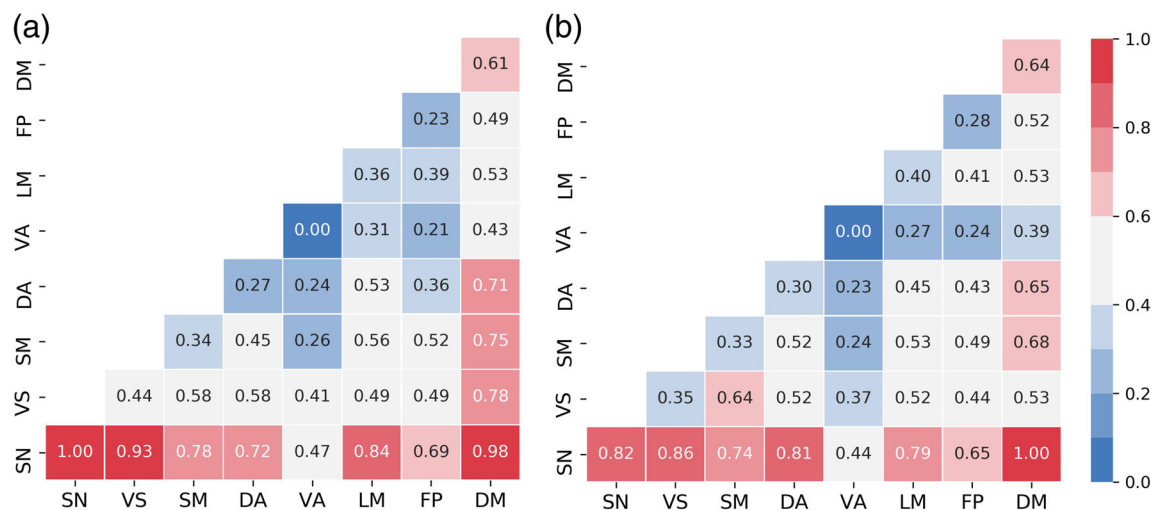 (a)
DM 0.61
FP 0.23 0.49
LM 0.36 0.39 0.53
VA 0.00 0.31 0.21 0.43
DA 0.27 0.24 0.53 0.36 0.71
SM 0.34 0.45 0.26 0.56 0.52 0.75
VS 0.44 0.58 0.58 0.41 0.49 0.49 0.78
SN 1.00 0.93 0.78 0.72 0.47 0.84 0.69 0.98
SN VS SM DA VA LM FP DM
(b)
DM 0.64
FP 0.28 0.52
LM 0.40 0.41 0.53
VA 0.00 0.27 0.24 0.39
DA 0.30 0.23 0.45 0.43 0.65
SM 0.33 0.52 0.24 0.53 0.49 0.68
VS 0.35 0.64 0.52 0.37 0.52 0.44 0.53
SN 0.82 0.86 0.74 0.81 0.44 0.79 0.65 1.00
SN VS SM DA VA LM FP DM
1.0
0.8
0.6
0.4
0.2
0.0